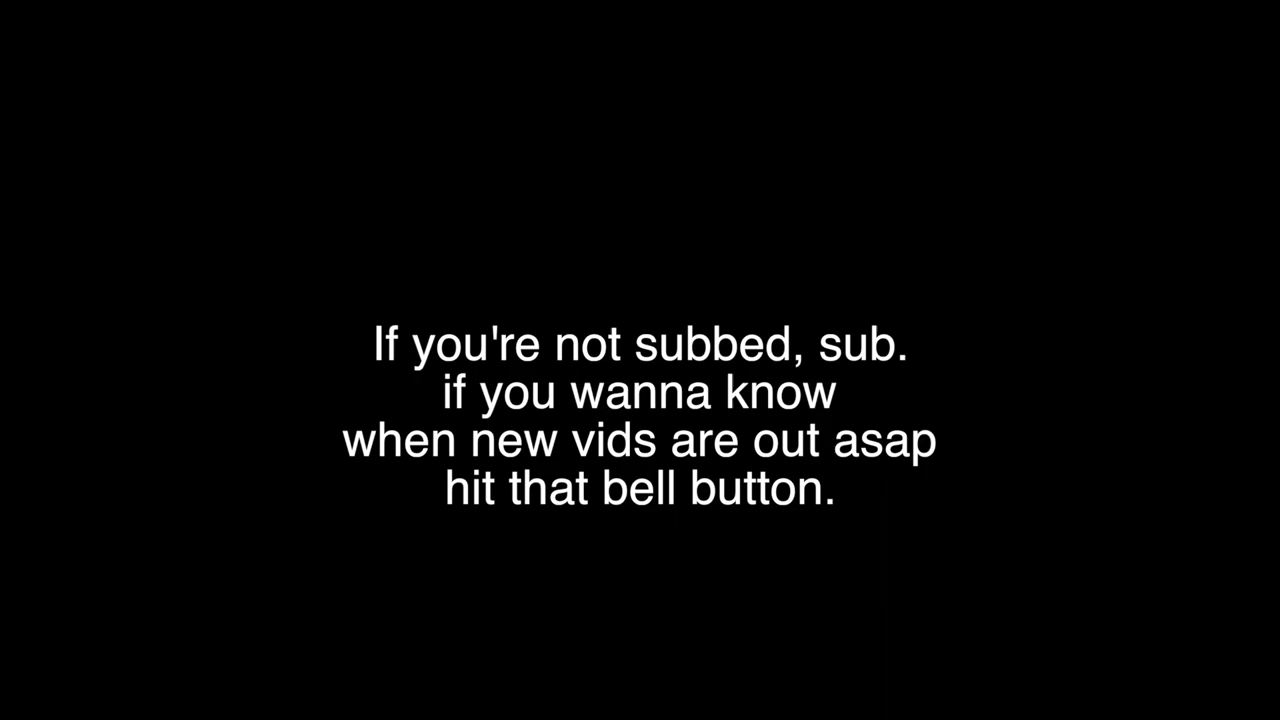 If you're not subbed, sub.
if you wanna know
when new vids are out asap
hit that bell button.